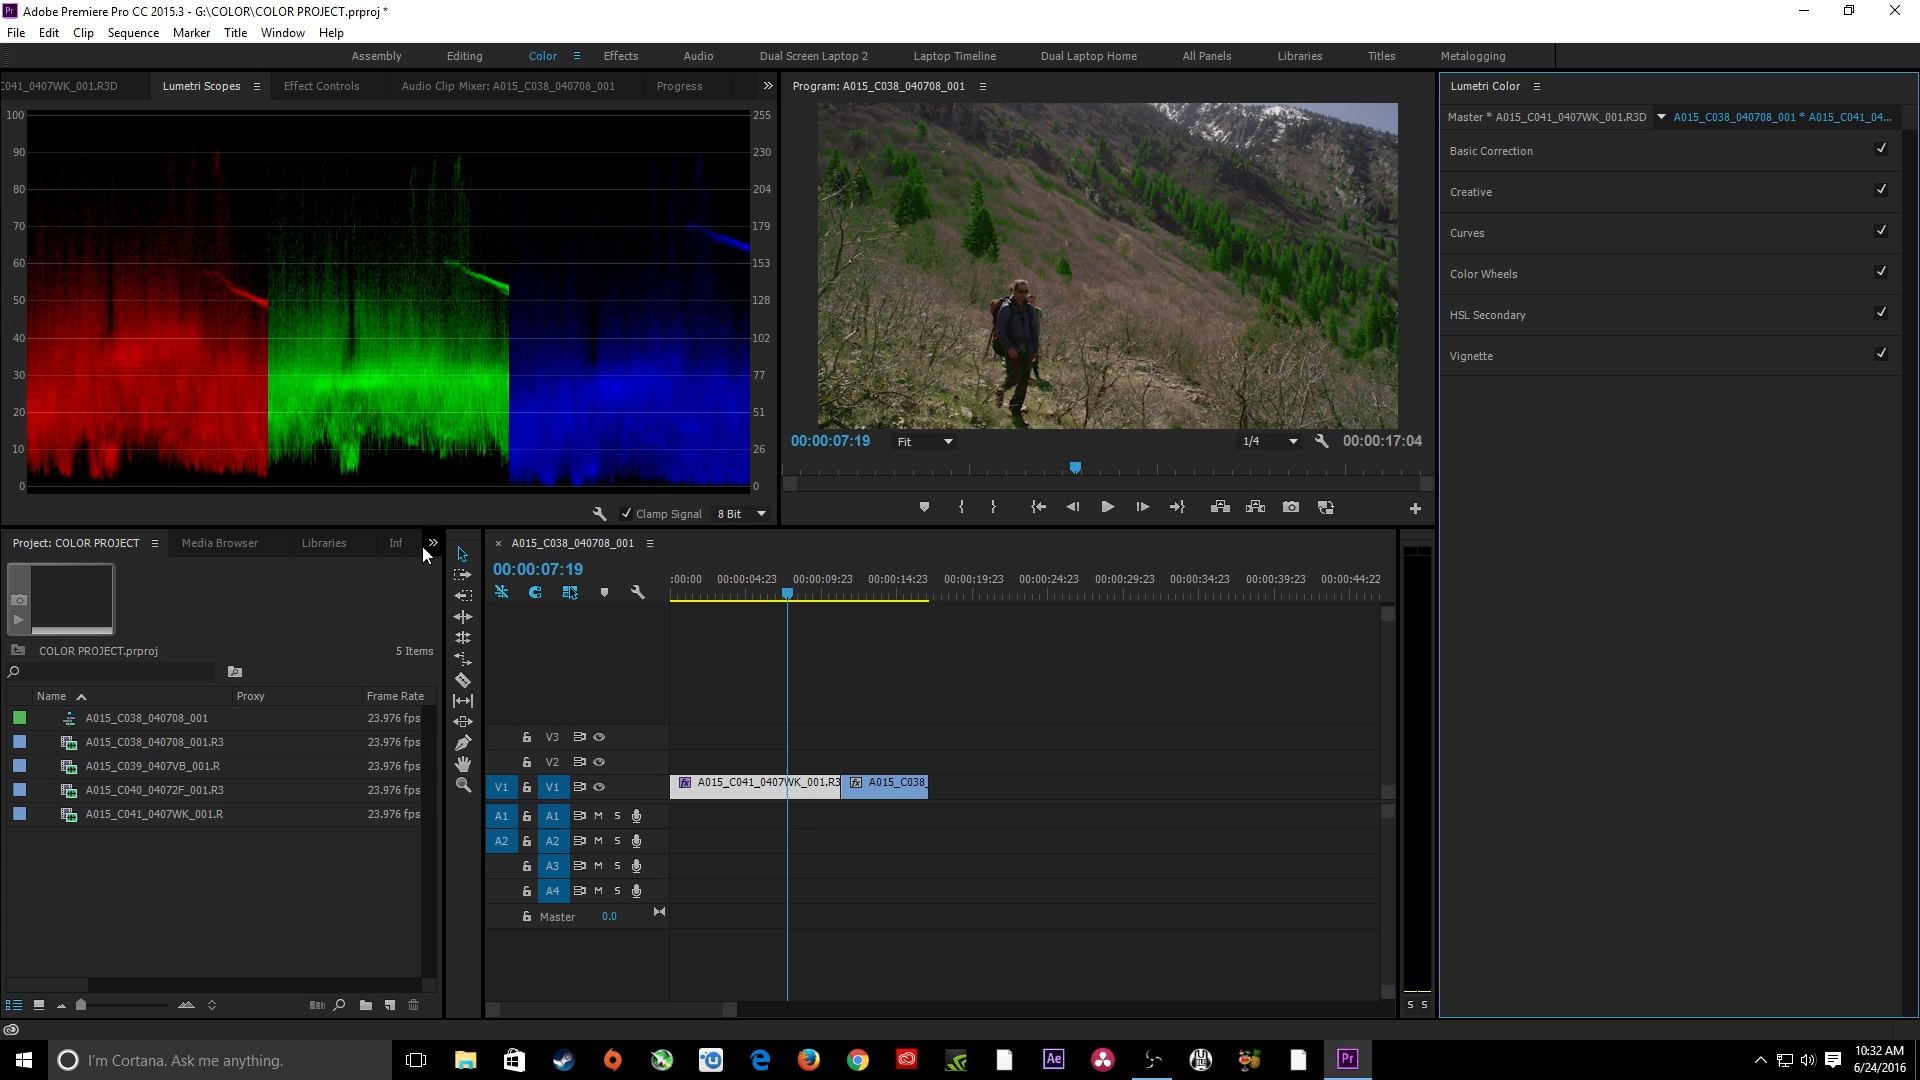 Adobe Premiere Pro CC 2015.3 - G:\COLOR\COLOR PROJECT.prproj *
File Edit Clip Sequence Marker Title Window Help
Assembly Editing Color Effects Audio Dual Screen Laptop 2 Laptop Timeline Dual Laptop Home All Panels Libraries Titles Metalogging
C041_0407WK_001.R3D Lumetri Scopes Effect Controls Audio Clip Mixer: A015_C038_040708_001 Progress
100 255
90 230
80 204
70 179
60 153
50 128
40 102
30 77
20 51
10 26
0 0
Clamp Signal 8 Bit
Program: A015_C038_040708_001
00:00:07:19 Fit 1/4 00:00:17:04
Lumetri Color
Master * A015_C041_0407WK_001.R3D A015_C038_040708_001 * A015_C041_04...
Basic Correction
Creative
Curves
Color Wheels
HSL Secondary
Vignette
Project: COLOR PROJECT Media Browser Libraries Inf
COLOR PROJECT.prproj 5 Items
Name Proxy Frame Rate
A015_C038_040708_001 23.976 fps
A015_C038_040708_001.R3 23.976 fps
A015_C039_0407VB_001.R 23.976 fps
A015_C040_04072F_001.R3 23.976 fps
A015_C041_0407WK_001.R 23.976 fps
× A015_C038_040708_001
00:00:07:19
:00:00 00:00:04:23 00:00:09:23 00:00:14:23 00:00:19:23 00:00:24:23 00:00:29:23 00:00:34:23 00:00:39:23 00:00:44:22
V3
V2
V1 V1 fx A015_C041_0407WK_001.R3 fx A015_C038_
A1 A1 M S
A2 A2 M S
A3 M S
A4 M S
Master 0.0
S S
I'm Cortana. Ask me anything.
Ae
Pr
10:32 AM
6/24/2016